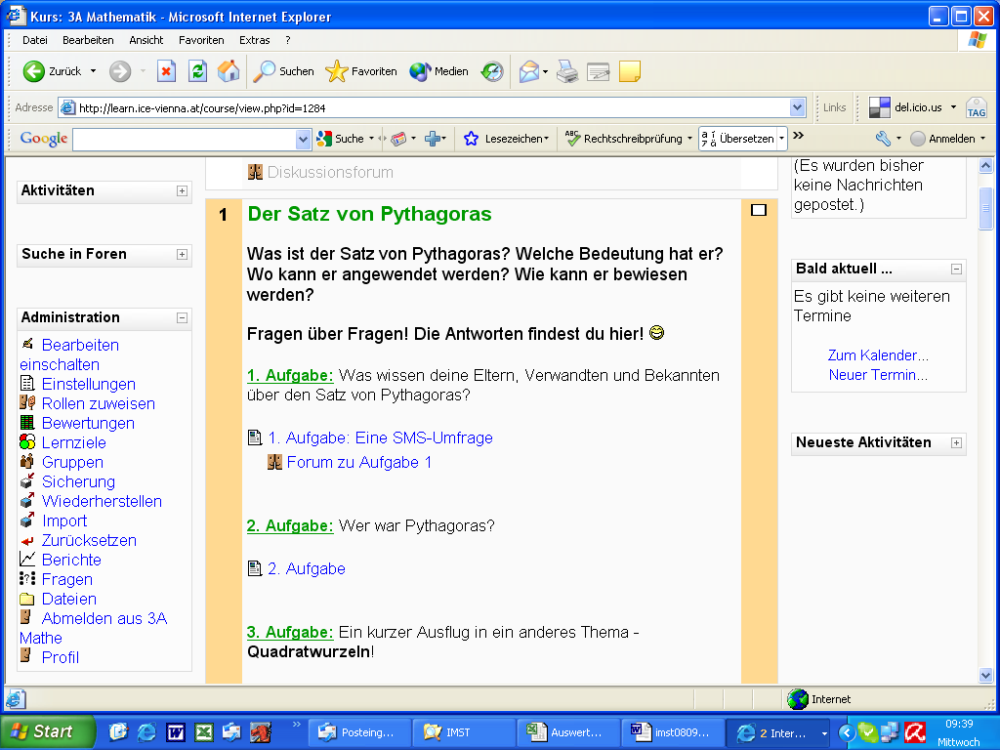 Kurs: 3A Mathematik - Microsoft Internet Explorer
Datei Bearbeiten Ansicht Favoriten Extras ?
Zurück Suchen Favoriten Medien
Adresse http://learn.ice-vienna.at/course/view.php?id=1284 Links del.icio.us TAG
Google Suche Lesezeichen ABC Rechtschreibprüfung Übersetzen » Anmelden
Aktivitäten
Suche in Foren
Administration
Bearbeiten
einschalten
Einstellungen
Rollen zuweisen
Bewertungen
Lernziele
Gruppen
Sicherung
Wiederherstellen
Import
Zurücksetzen
Berichte
Fragen
Dateien
Abmelden aus 3A
Mathe
Profil
Diskussionsforum
1 Der Satz von Pythagoras
Was ist der Satz von Pythagoras? Welche Bedeutung hat er?
Wo kann er angewendet werden? Wie kann er bewiesen
werden?
Fragen über Fragen! Die Antworten findest du hier!
1. Aufgabe: Was wissen deine Eltern, Verwandten und Bekannten
über den Satz von Pythagoras?
1. Aufgabe: Eine SMS-Umfrage
Forum zu Aufgabe 1
2. Aufgabe: Wer war Pythagoras?
2. Aufgabe
3. Aufgabe: Ein kurzer Ausflug in ein anderes Thema -
Quadratwurzeln!
(Es wurden bisher
keine Nachrichten
gepostet.)
Bald aktuell ...
Es gibt keine weiteren
Termine
Zum Kalender...
Neuer Termin...
Neueste Aktivitäten
Internet
Start » Posteing... IMST Auswert... imst0809... 2 Inter... 09:39
Mittwoch